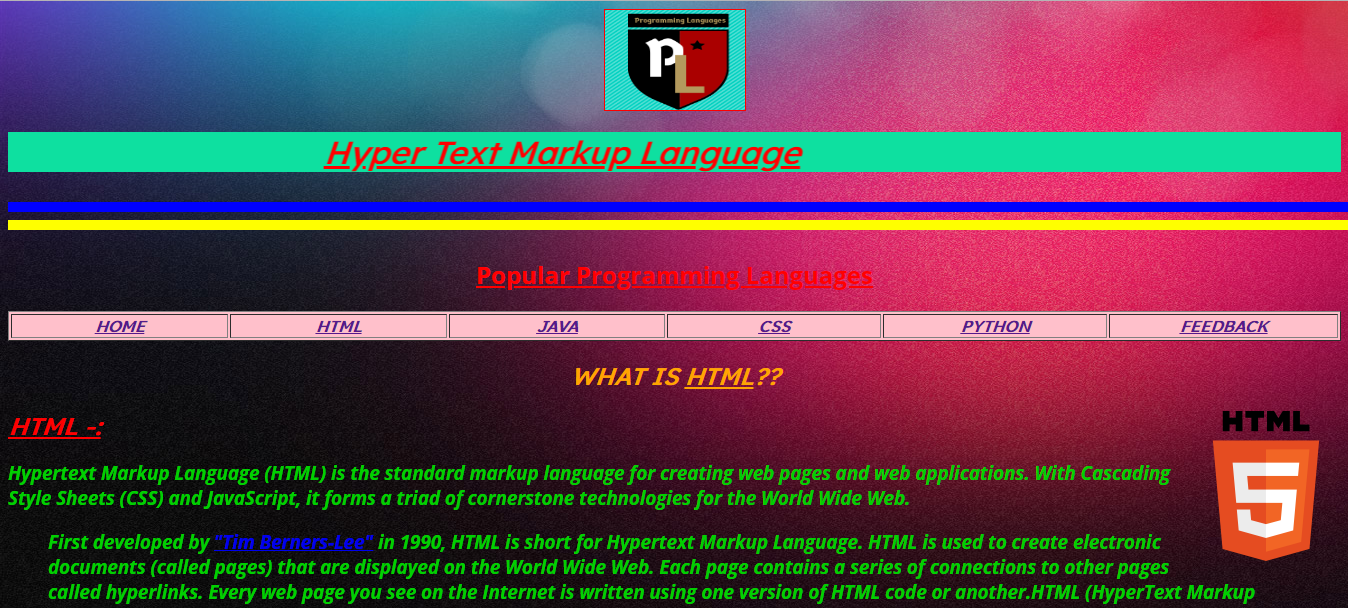 Programming Languages
PL
Hyper Text Markup Language
Popular Programming Languages
HOME HTML JAVA CSS PYTHON FEEDBACK
WHAT IS HTML??
HTML -:
HTML
5
Hypertext Markup Language (HTML) is the standard markup language for creating web pages and web applications. With Cascading
Style Sheets (CSS) and JavaScript, it forms a triad of cornerstone technologies for the World Wide Web.
First developed by "Tim Berners-Lee" in 1990, HTML is short for Hypertext Markup Language. HTML is used to create electronic
documents (called pages) that are displayed on the World Wide Web. Each page contains a series of connections to other pages
called hyperlinks. Every web page you see on the Internet is written using one version of HTML code or another.HTML (HyperText Markup